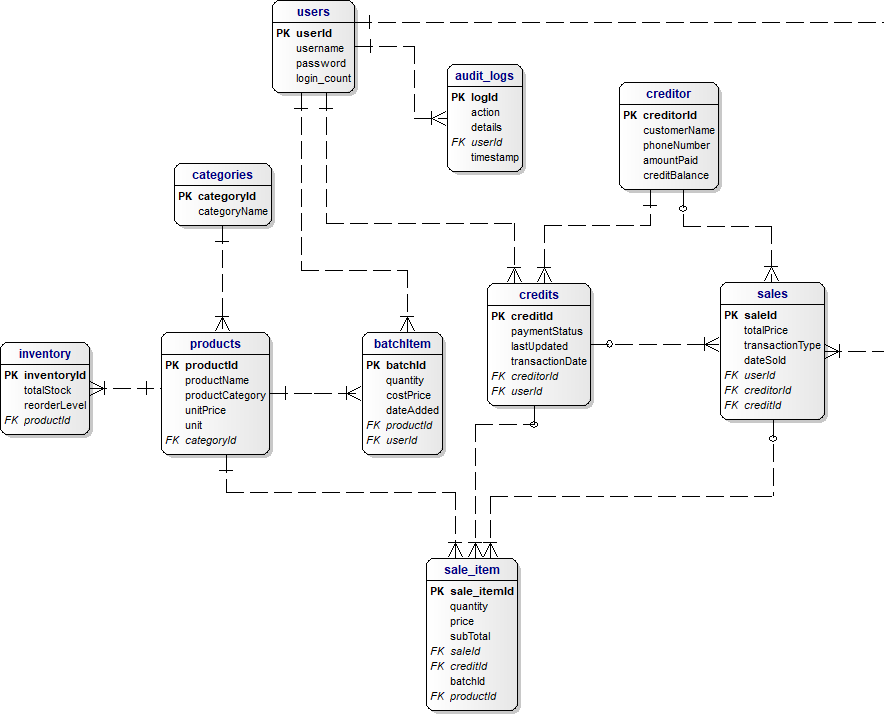 users
PK userId
username
password
login_count
audit_logs
PK logId
action
details
FK userId
timestamp
creditor
PK creditorId
customerName
phoneNumber
amountPaid
creditBalance
categories
PK categoryId
categoryName
credits
PK creditId
paymentStatus
lastUpdated
transactionDate
FK creditorId
FK userId
sales
PK saleId
totalPrice
transactionType
dateSold
FK userId
FK creditorId
FK creditId
inventory
PK inventoryId
totalStock
reorderLevel
FK productId
products
PK productId
productName
productCategory
unitPrice
unit
FK categoryId
batchItem
PK batchId
quantity
costPrice
dateAdded
FK productId
FK userId
sale_item
PK sale_itemId
quantity
price
subTotal
FK saleId
FK creditId
batchId
FK productId